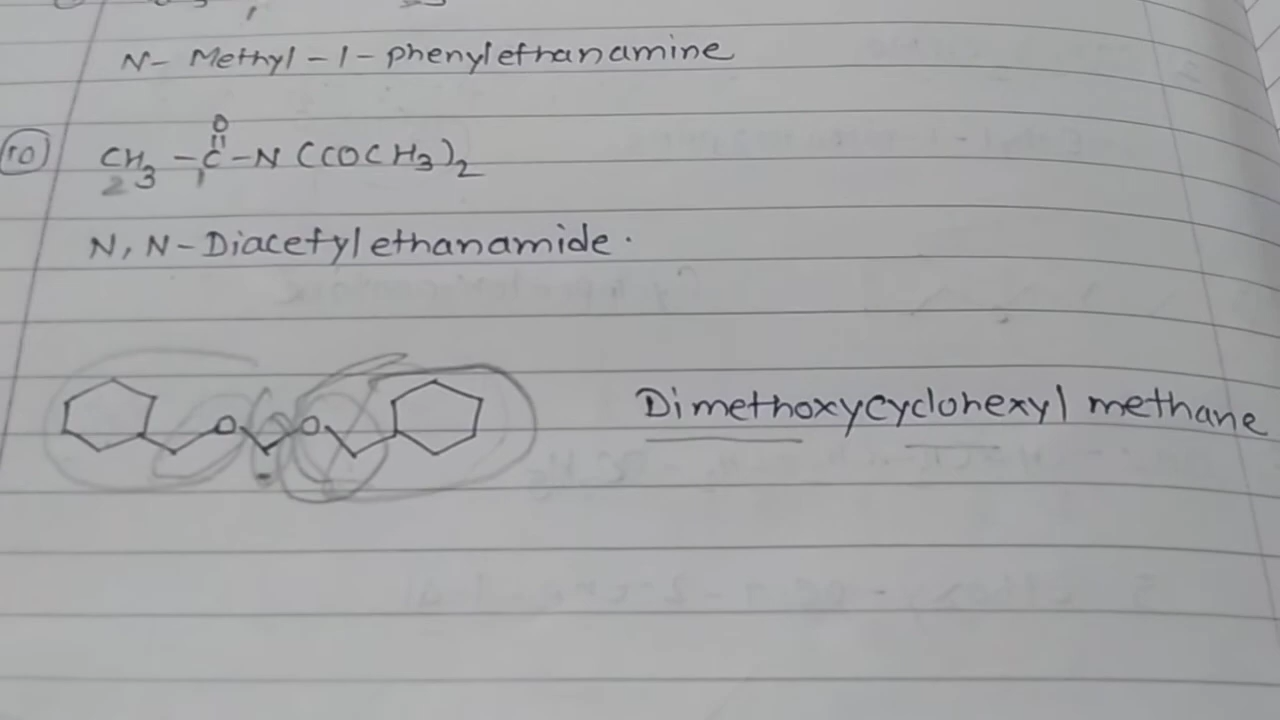 N- Methyl-1-phenylethanamine
10 CH3 -C-N (COCH3)2
O
2 1
N,N-Diacetylethanamide.
O O Dimethoxycyclohexyl methane